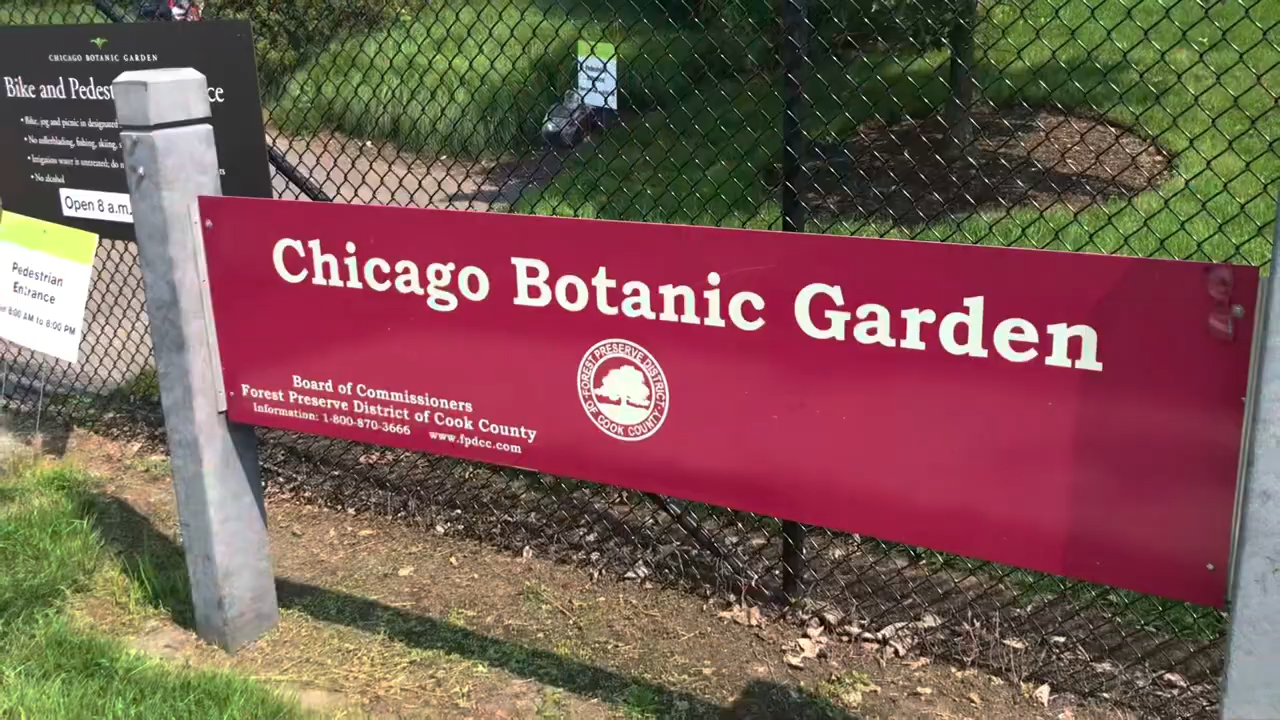 CHICAGO BOTANIC GARDEN
Bike and
• Bike, jog and picnic in designated
• No rollerblading, fishing, skiing,
• Irrigation water is untreated; do
• No alcohol
Open 8 a.m.
Pedestrian
Entrance
8:00 AM to 8:00 PM
Chicago Botanic Garden
FOREST PRESERVE DISTRICT
OF COOK COUNTY
Board of Commissioners
Forest Preserve District of Cook County
Information: 1-800-870-3666 www.fpdcc.com